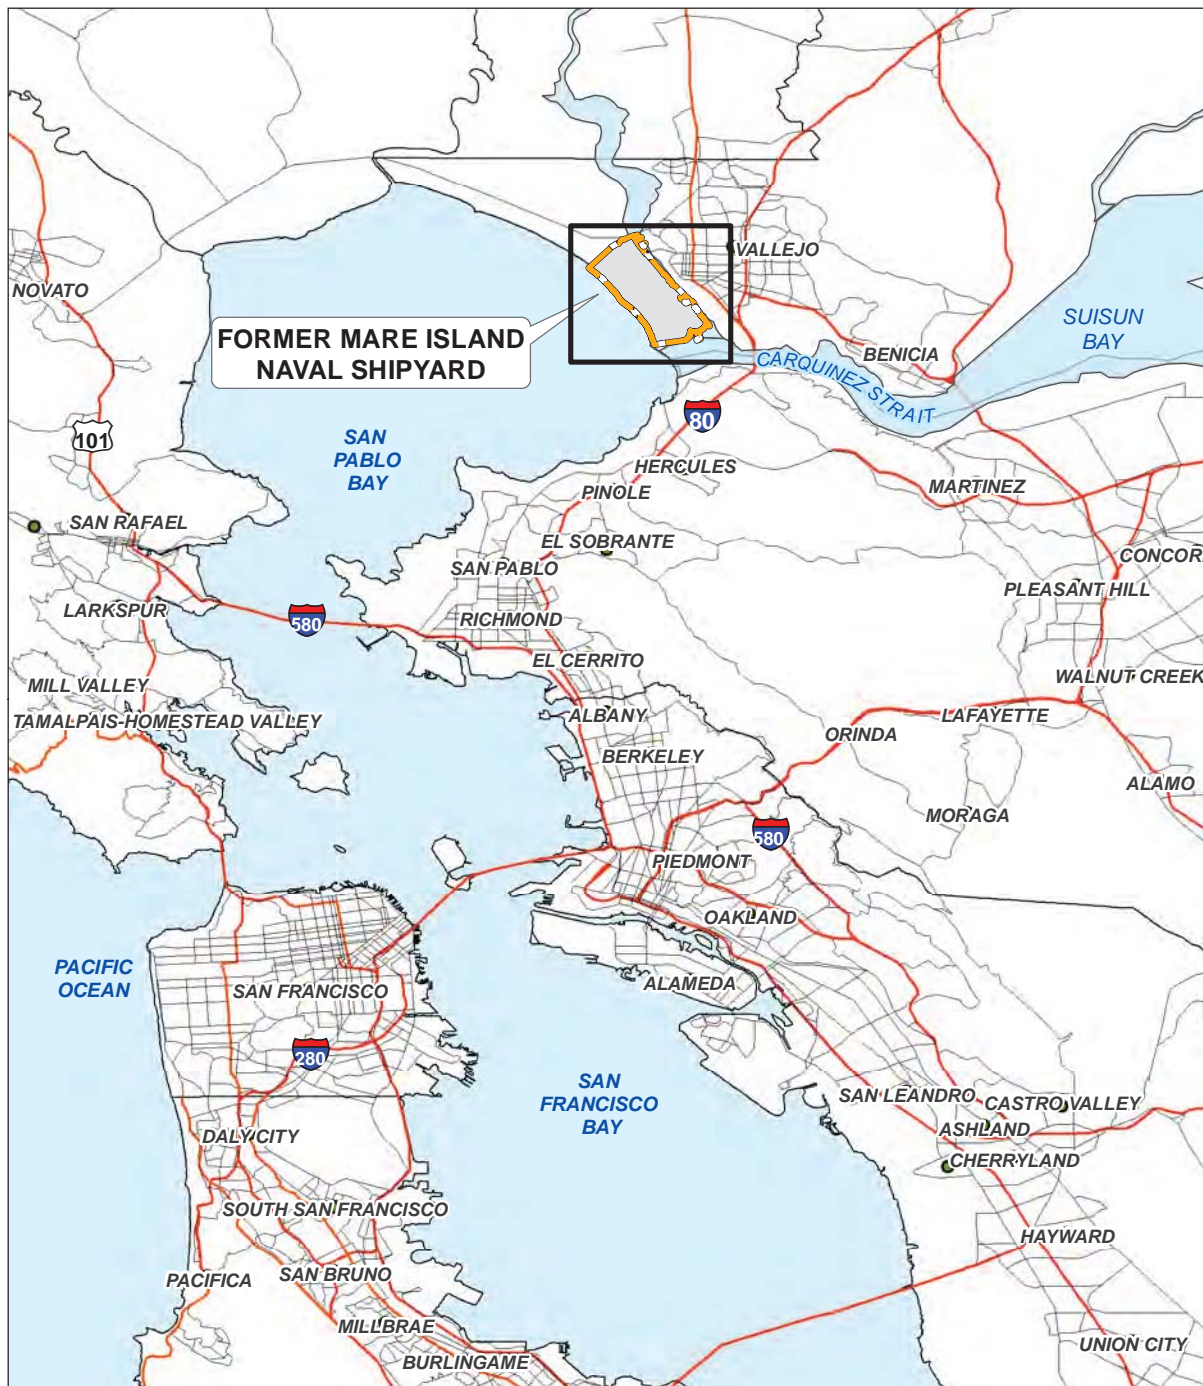 VALLEJO
NOVATO
SUISUN
BAY
FORMER MARE ISLAND
NAVAL SHIPYARD
BENICIA
CARQUINEZ STRAIT
80
101
SAN
PABLO
BAY
HERCULES
PINOLE
MARTINEZ
SAN RAFAEL
EL SOBRANTE
CONCOR
SAN PABLO
PLEASANT HILL
LARKSPUR
580
RICHMOND
EL CERRITO
MILL VALLEY
WALNUT CREEK
TAMALPAIS-HOMESTEAD VALLEY
ALBANY
LAFAYETTE
ORINDA
BERKELEY
ALAMO
MORAGA
580
PIEDMONT
OAKLAND
PACIFIC
OCEAN
SAN FRANCISCO
ALAMEDA
280
SAN
FRANCISCO
BAY
SAN LEANDRO
CASTRO VALLEY
ASHLAND
DALY CITY
CHERRYLAND
SOUTH SAN FRANCISCO
HAYWARD
PACIFICA
SAN BRUNO
MILLBRAE
UNION CITY
BURLINGAME